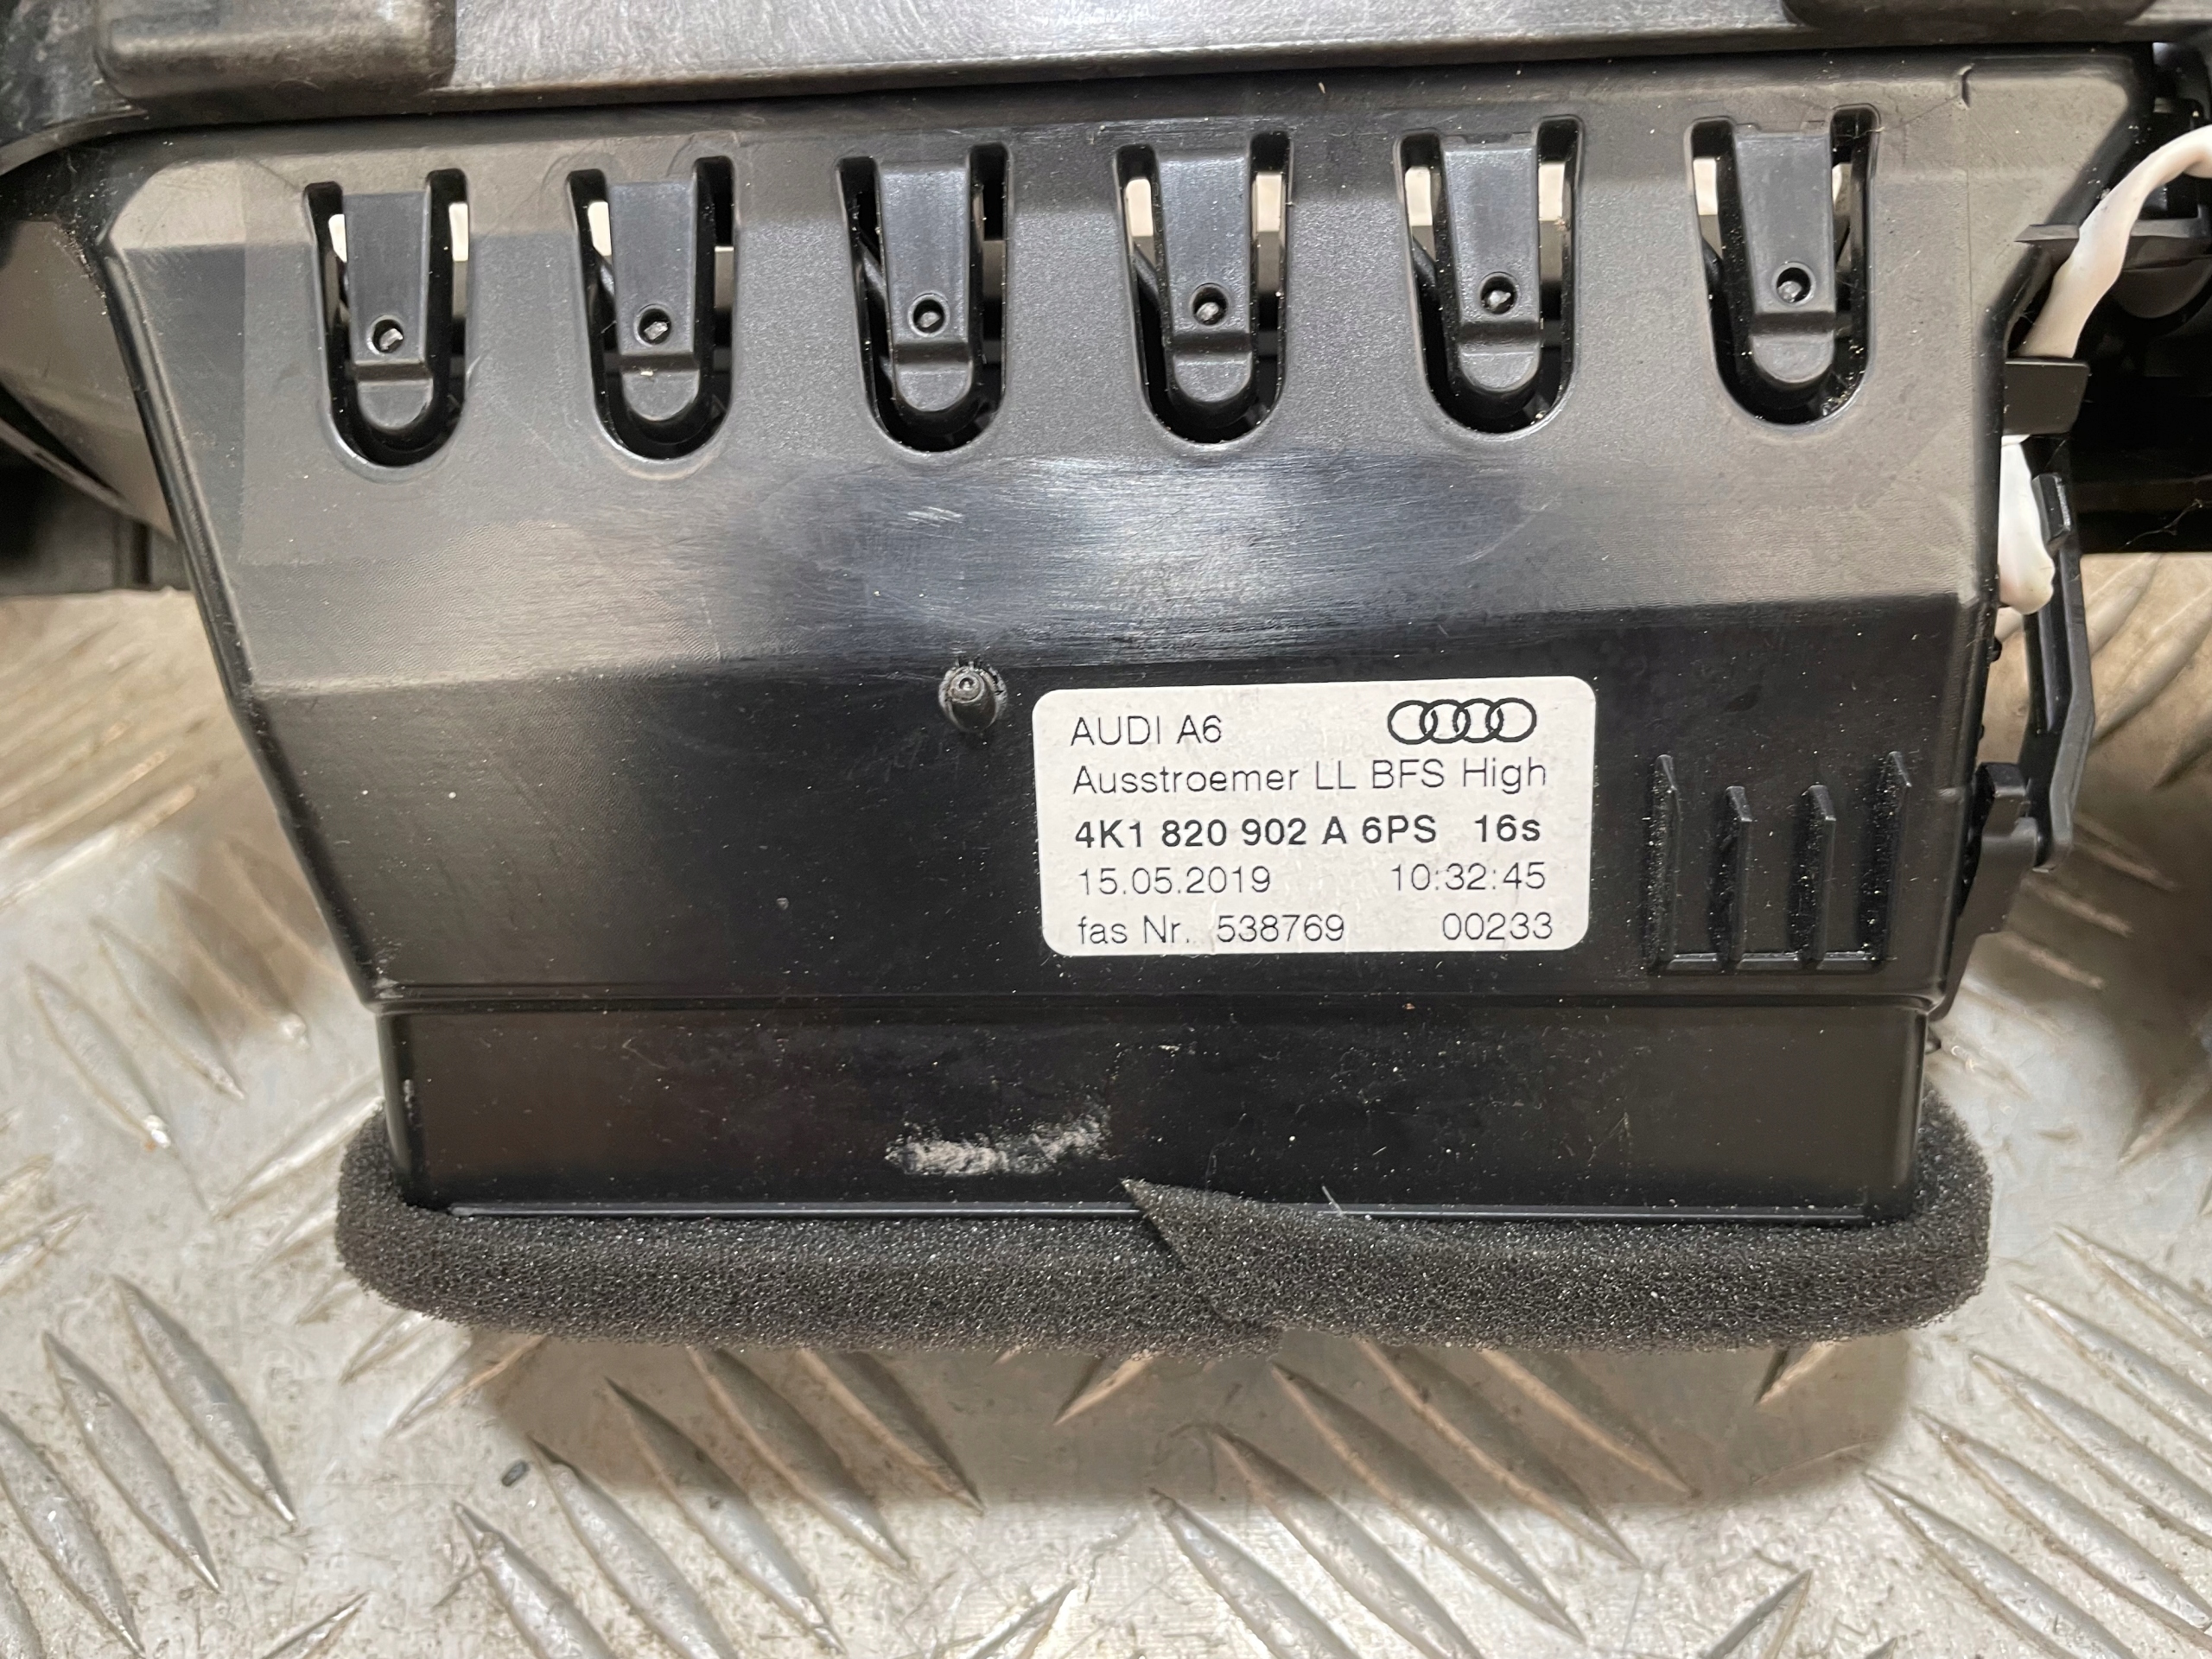 AUDI A6
Ausstroemer LL BFS High
4K1 820 902 A 6PS 16s
15.05.2019 10:32:45
fas Nr. 538769 00233